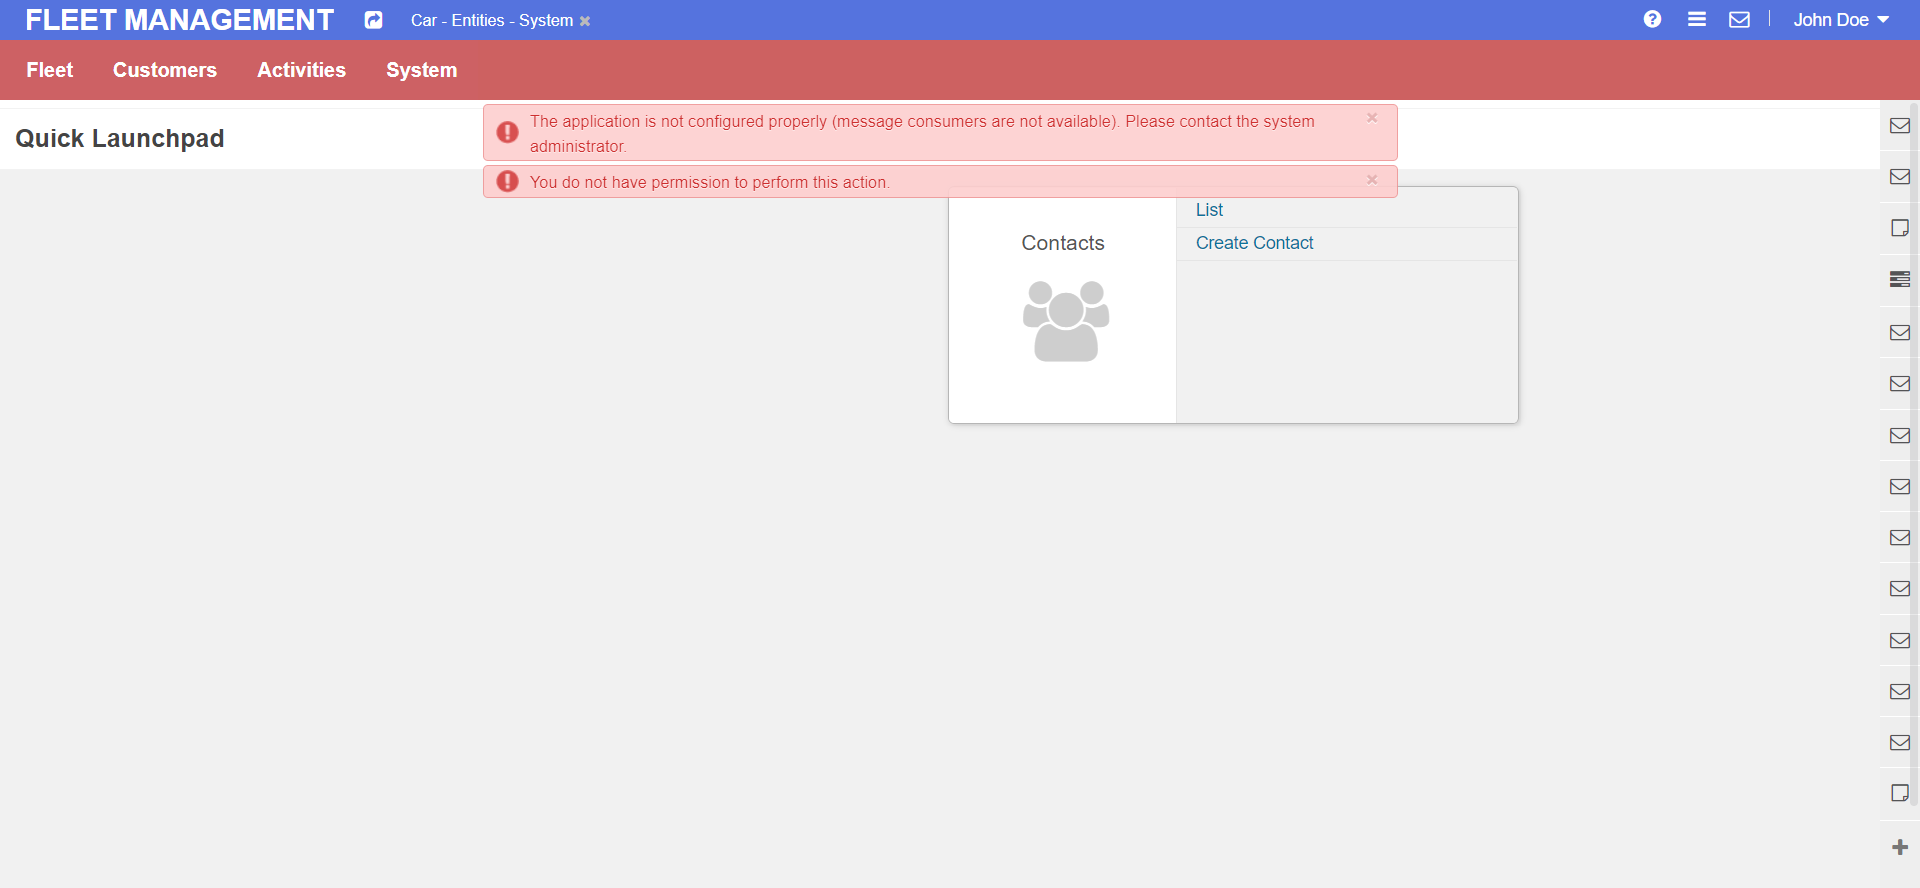 FLEET MANAGEMENT
Car - Entities - System
John Doe
Fleet
Customers
Activities
System
Quick Launchpad
The application is not configured properly (message consumers are not available). Please contact the system
administrator.
You do not have permission to perform this action.
Contacts
List
Create Contact